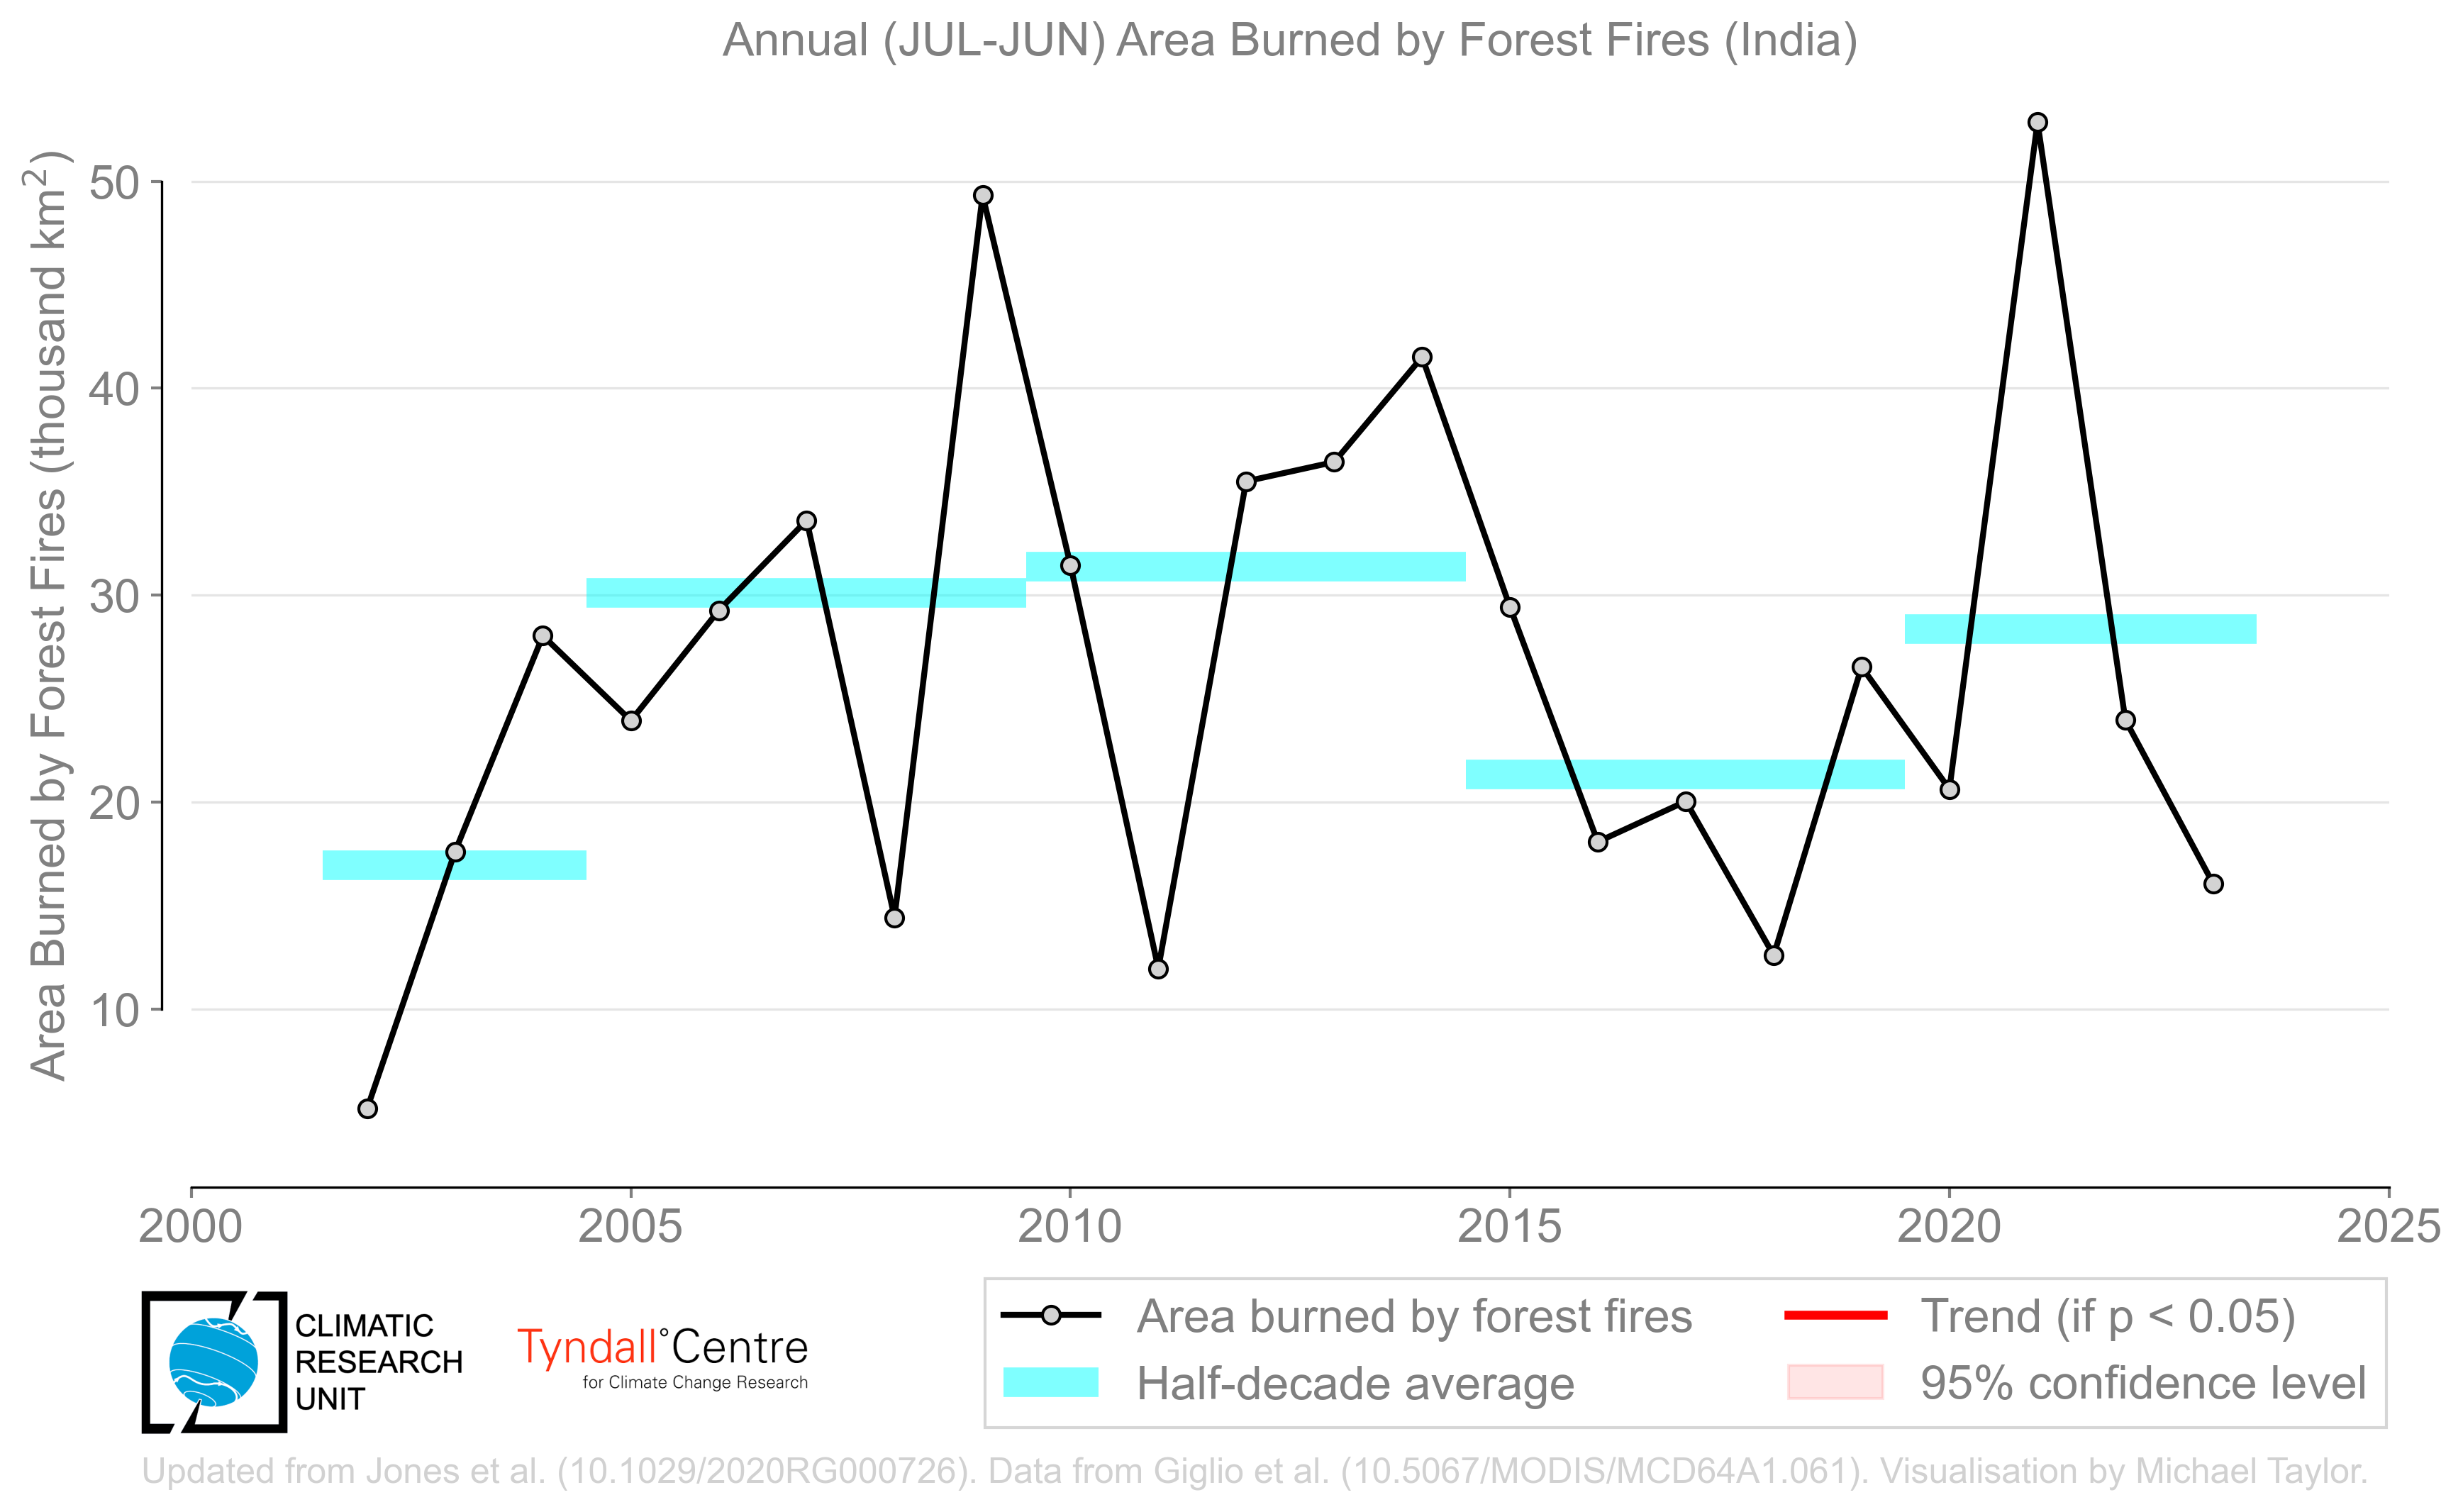 Annual (JUL-JUN) Area Burned by Forest Fires (India)
Area Burned by Forest Fires (thousand km²)
50
40
30
20
10
2000 2005 2010 2015 2020 2025
CLIMATIC
RESEARCH
UNIT
Tyndall°Centre
for Climate Change Research
Area burned by forest fires
Half-decade average
Trend (if p < 0.05)
95% confidence level
Updated from Jones et al. (10.1029/2020RG000726). Data from Giglio et al. (10.5067/MODIS/MCD64A1.061). Visualisation by Michael Taylor.